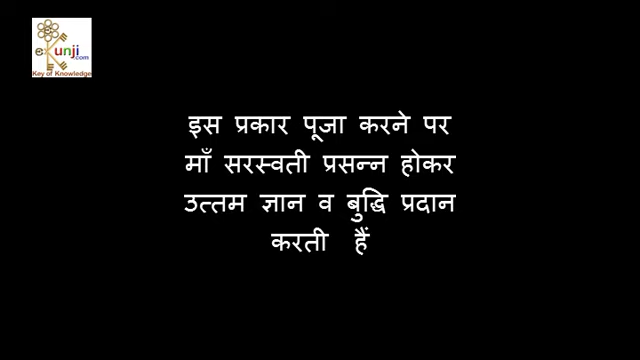 eKunji.com
Key of Knowledge
इस प्रकार पूजा करने पर
माँ सरस्वती प्रसन्न होकर
उत्तम ज्ञान व बुद्धि प्रदान
करती हैं